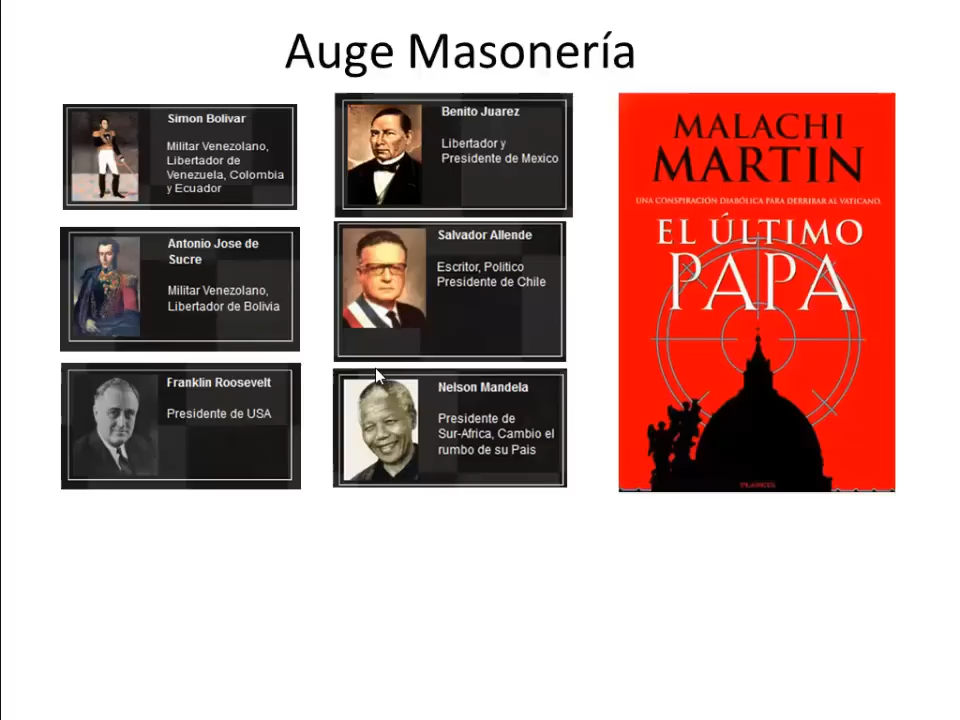 Auge Masonería
Simon Bolivar
Militar Venezolano,
Libertador de
Venezuela, Colombia
y Ecuador
Antonio Jose de
Sucre
Militar Venezolano,
Libertador de Bolivia
Franklin Roosevelt
Presidente de USA
Benito Juarez
Libertador y
Presidente de Mexico
Salvador Allende
Escritor, Politico
Presidente de Chile
Nelson Mandela
Presidente de
Sur-Africa, Cambio el
rumbo de su Pais
MALACHI
MARTIN
UNA CONSPIRACIÓN DIABÓLICA PARA DERRIBAR AL VATICANO.
EL ÚLTIMO
PAPA
PLANETA